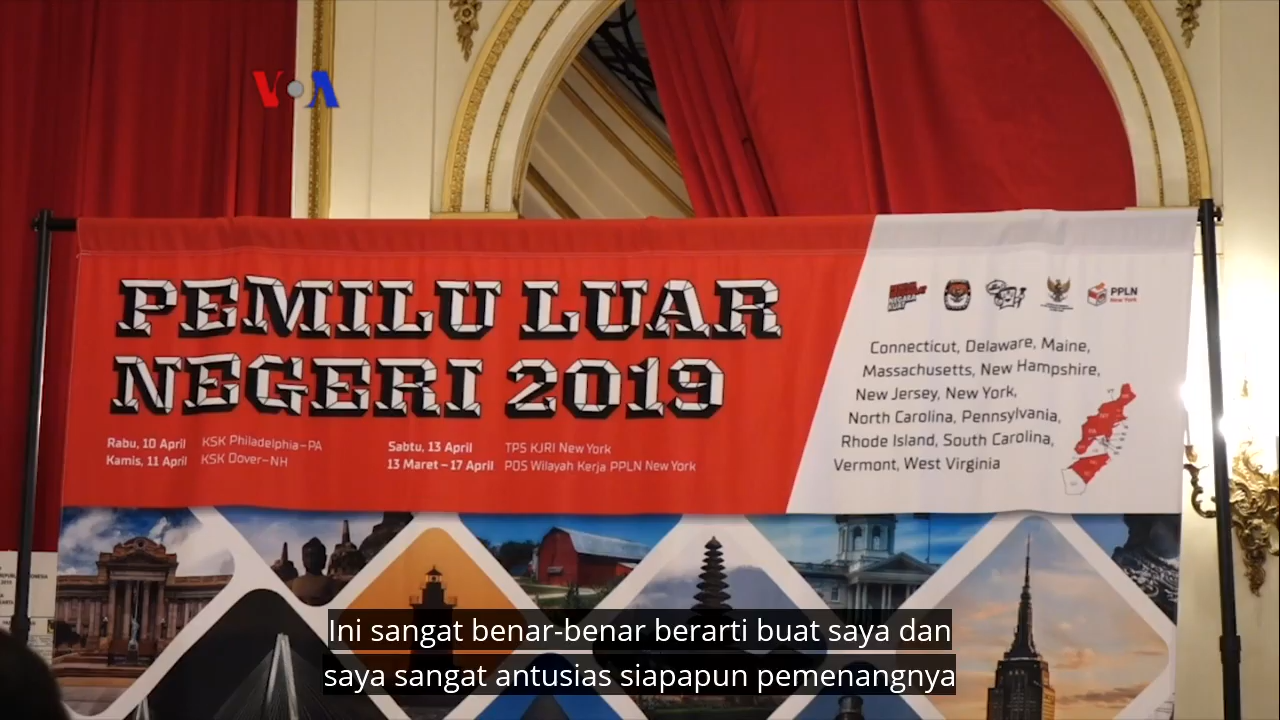 VOA
PEMILU LUAR
NEGERI 2019
Rabu, 10 April KSK Philadelphia-PA
Kamis, 11 April KSK Dover-NH
Sabtu, 13 April TPS KJRI New York
13 Maret - 17 April POS Wilayah Kerja PPLN New York
PPLN
New York
Connecticut, Delaware, Maine,
Massachusetts, New Hampshire,
New Jersey, New York,
North Carolina, Pennsylvania,
Rhode Island, South Carolina,
Vermont, West Virginia
Ini sangat benar-benar berarti buat saya dan
saya sangat antusias siapapun pemenangnya